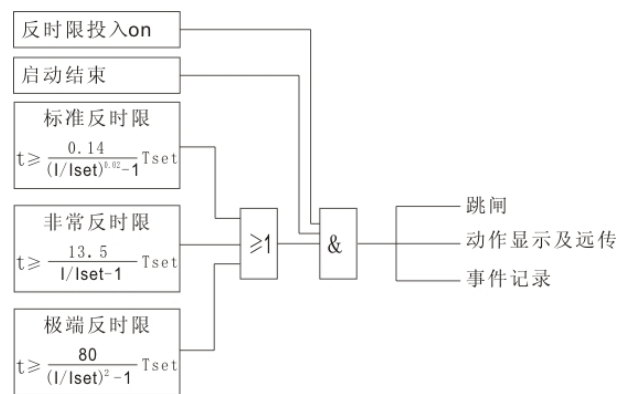 反时限投入on
启动结束
标准反时限
t≥ 0.14 / (I/Iset)^0.02 -1 Tset
非常反时限
t≥ 13.5 / I/Iset-1 Tset
极端反时限
t≥ 80 / (I/Iset)² -1 Tset
≥1
&
跳闸
动作显示及远传
事件记录